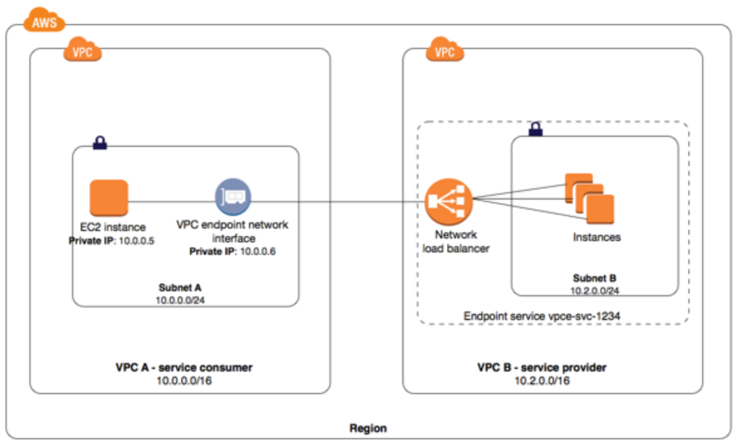 AWS
VPC
VPC
EC2 instance
Private IP: 10.0.0.5
VPC endpoint network
interface
Private IP: 10.0.0.6
Subnet A
10.0.0.0/24
VPC A - service consumer
10.0.0.0/16
Network
load balancer
Instances
Subnet B
10.2.0.0/24
Endpoint service vpce-svc-1234
VPC B - service provider
10.2.0.0/16
Region